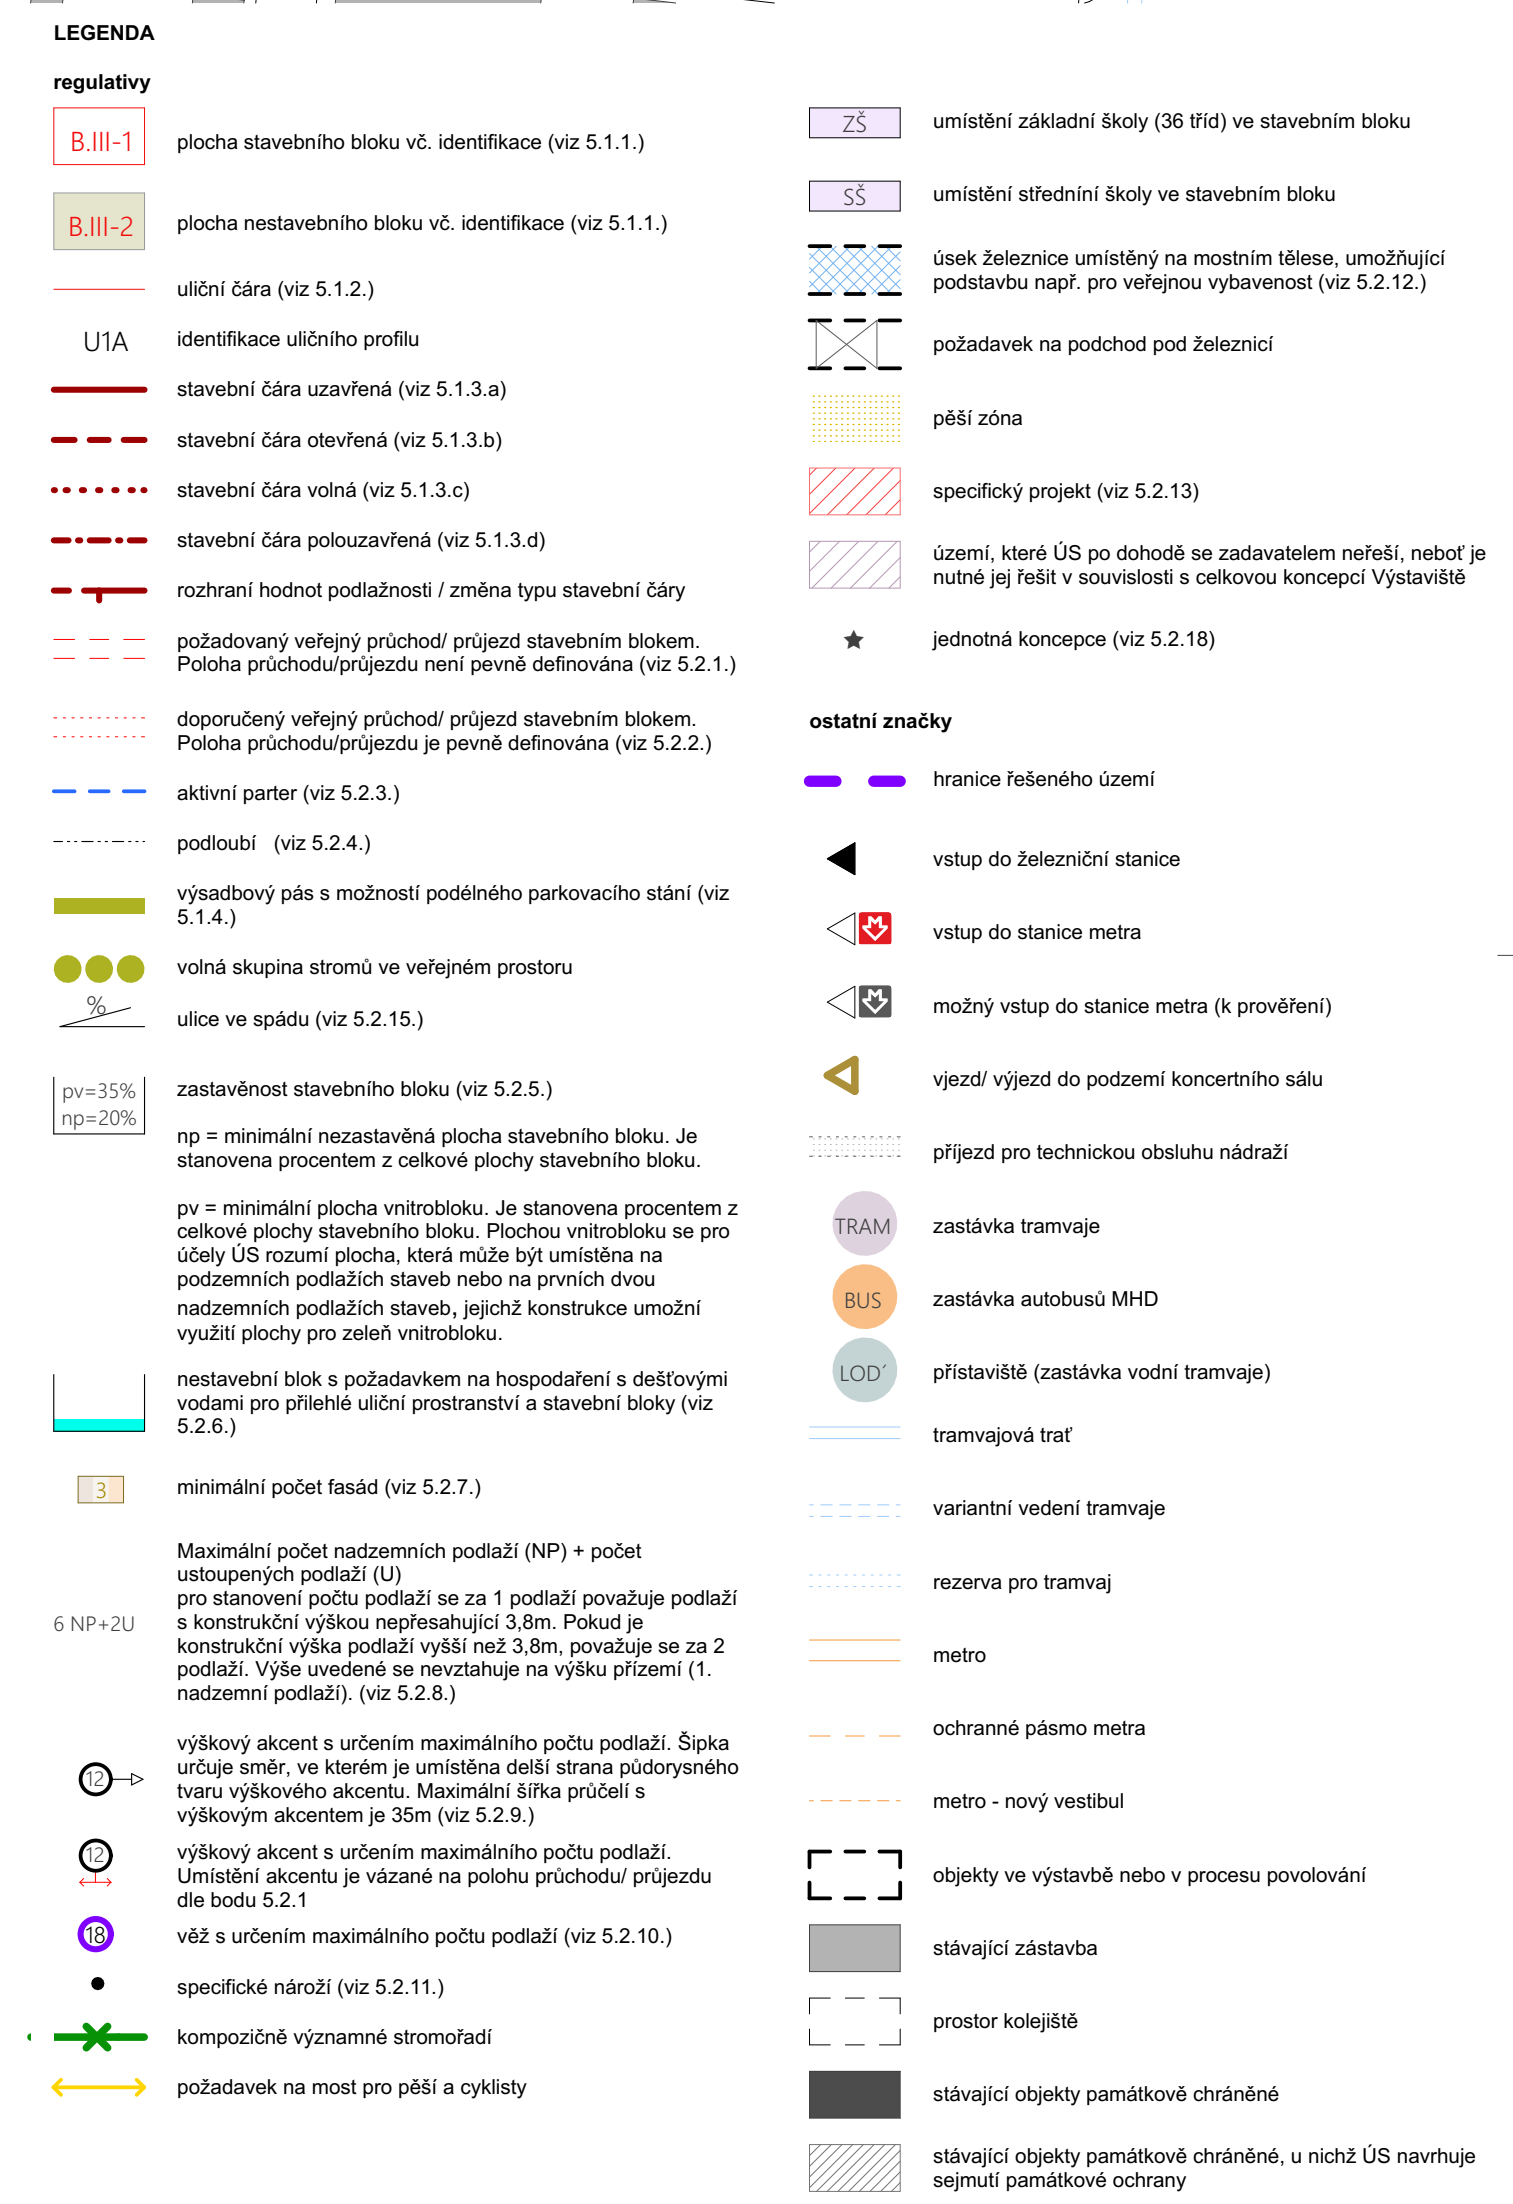 LEGENDA
regulativy
B.III-1
plocha stavebního bloku vč. identifikace (viz 5.1.1.)
B.III-2
plocha nestavebního bloku vč. identifikace (viz 5.1.1.)
uliční čára (viz 5.1.2.)
U1A
identifikace uličního profilu
stavební čára uzavřená (viz 5.1.3.a)
stavební čára otevřená (viz 5.1.3.b)
stavební čára volná (viz 5.1.3.c)
stavební čára polouzavřená (viz 5.1.3.d)
rozhraní hodnot podlažnosti / změna typu stavební čáry
požadovaný veřejný průchod/ průjezd stavebním blokem.
Poloha průchodu/průjezdu není pevně definována (viz 5.2.1.)
doporučený veřejný průchod/ průjezd stavebním blokem.
Poloha průchodu/průjezdu je pevně definována (viz 5.2.2.)
aktivní parter (viz 5.2.3.)
podloubí (viz 5.2.4.)
výsadbový pás s možností podélného parkovacího stání (viz
5.1.4.)
volná skupina stromů ve veřejném prostoru
%
ulice ve spádu (viz 5.2.15.)
pv=35%
np=20%
zastavěnost stavebního bloku (viz 5.2.5.)
np = minimální nezastavěná plocha stavebního bloku. Je
stanovena procentem z celkové plochy stavebního bloku.
pv = minimální plocha vnitrobloku. Je stanovena procentem z
celkové plochy stavebního bloku. Plochou vnitrobloku se pro
účely ÚS rozumí plocha, která může být umístěna na
podzemních podlažích staveb nebo na prvních dvou
nadzemních podlažích staveb, jejichž konstrukce umožní
využití plochy pro zeleň vnitrobloku.
nestavební blok s požadavkem na hospodaření s dešťovými
vodami pro přilehlé uliční prostranství a stavební bloky (viz
5.2.6.)
3
minimální počet fasád (viz 5.2.7.)
6 NP+2U
Maximální počet nadzemních podlaží (NP) + počet
ustoupených podlaží (U)
pro stanovení počtu podlaží se za 1 podlaží považuje podlaží
s konstrukční výškou nepřesahující 3,8m. Pokud je
konstrukční výška podlaží vyšší než 3,8m, považuje se za 2
podlaží. Výše uvedené se nevztahuje na výšku přízemí (1.
nadzemní podlaží). (viz 5.2.8.)
12
výškový akcent s určením maximálního počtu podlaží. Šipka
určuje směr, ve kterém je umístěna delší strana půdorysného
tvaru výškového akcentu. Maximální šířka průčelí s
výškovým akcentem je 35m (viz 5.2.9.)
12
výškový akcent s určením maximálního počtu podlaží.
Umístění akcentu je vázané na polohu průchodu/ průjezdu
dle bodu 5.2.1
18
věž s určením maximálního počtu podlaží (viz 5.2.10.)
specifické nároží (viz 5.2.11.)
kompozičně významné stromořadí
požadavek na most pro pěší a cyklisty
ZŠ
umístění základní školy (36 tříd) ve stavebním bloku
SŠ
umístění středníní školy ve stavebním bloku
úsek železnice umístěný na mostním tělese, umožňující
podstavbu např. pro veřejnou vybavenost (viz 5.2.12.)
požadavek na podchod pod železnicí
pěší zóna
specifický projekt (viz 5.2.13)
území, které ÚS po dohodě se zadavatelem neřeší, neboť je
nutné jej řešit v souvislosti s celkovou koncepcí Výstaviště
jednotná koncepce (viz 5.2.18)
ostatní značky
hranice řešeného území
vstup do železniční stanice
M
vstup do stanice metra
M
možný vstup do stanice metra (k prověření)
vjezd/ výjezd do podzemí koncertního sálu
příjezd pro technickou obsluhu nádraží
TRAM
zastávka tramvaje
BUS
zastávka autobusů MHD
LOD´
přístaviště (zastávka vodní tramvaje)
tramvajová trať
variantní vedení tramvaje
rezerva pro tramvaj
metro
ochranné pásmo metra
metro - nový vestibul
objekty ve výstavbě nebo v procesu povolování
stávající zástavba
prostor kolejiště
stávající objekty památkově chráněné
stávající objekty památkově chráněné, u nichž ÚS navrhuje
sejmutí památkové ochrany